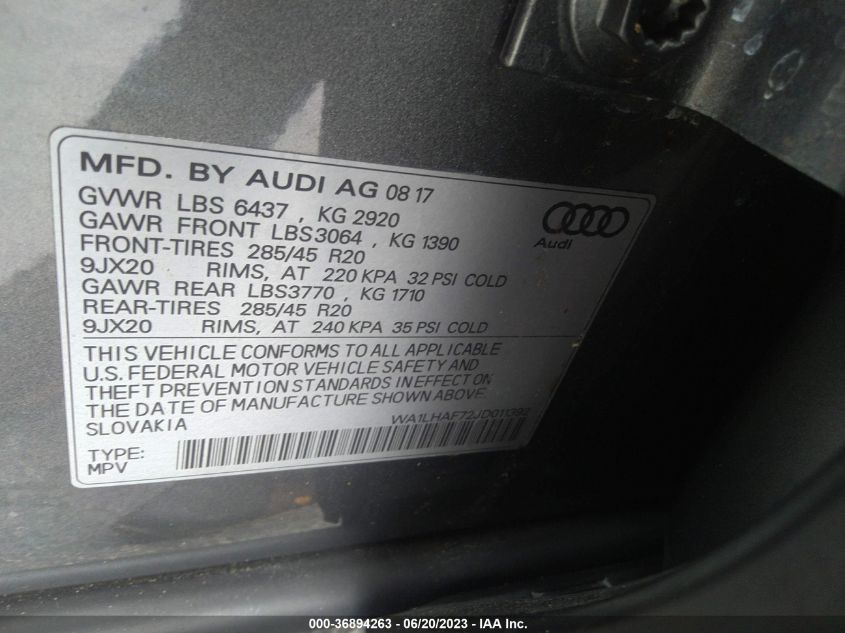 MFD. BY AUDI AG 08 17
GVWR LBS 6437 , KG 2920
GAWR FRONT LBS3064 , KG 1390
FRONT-TIRES 285/45 R20
9JX20 RIMS, AT 220 KPA 32 PSI COLD
GAWR REAR LBS3770 , KG 1710
REAR-TIRES 285/45 R20
9JX20 RIMS, AT 240 KPA 35 PSI COLD
Audi
THIS VEHICLE CONFORMS TO ALL APPLICABLE
U.S. FEDERAL MOTOR VEHICLE SAFETY AND
THEFT PREVENTION STANDARDS IN EFFECT ON
THE DATE OF MANUFACTURE SHOWN ABOVE.
SLOVAKIA WA1LHAF72JD011392
TYPE:
MPV
000-36894263 - 06/20/2023 - IAA Inc.